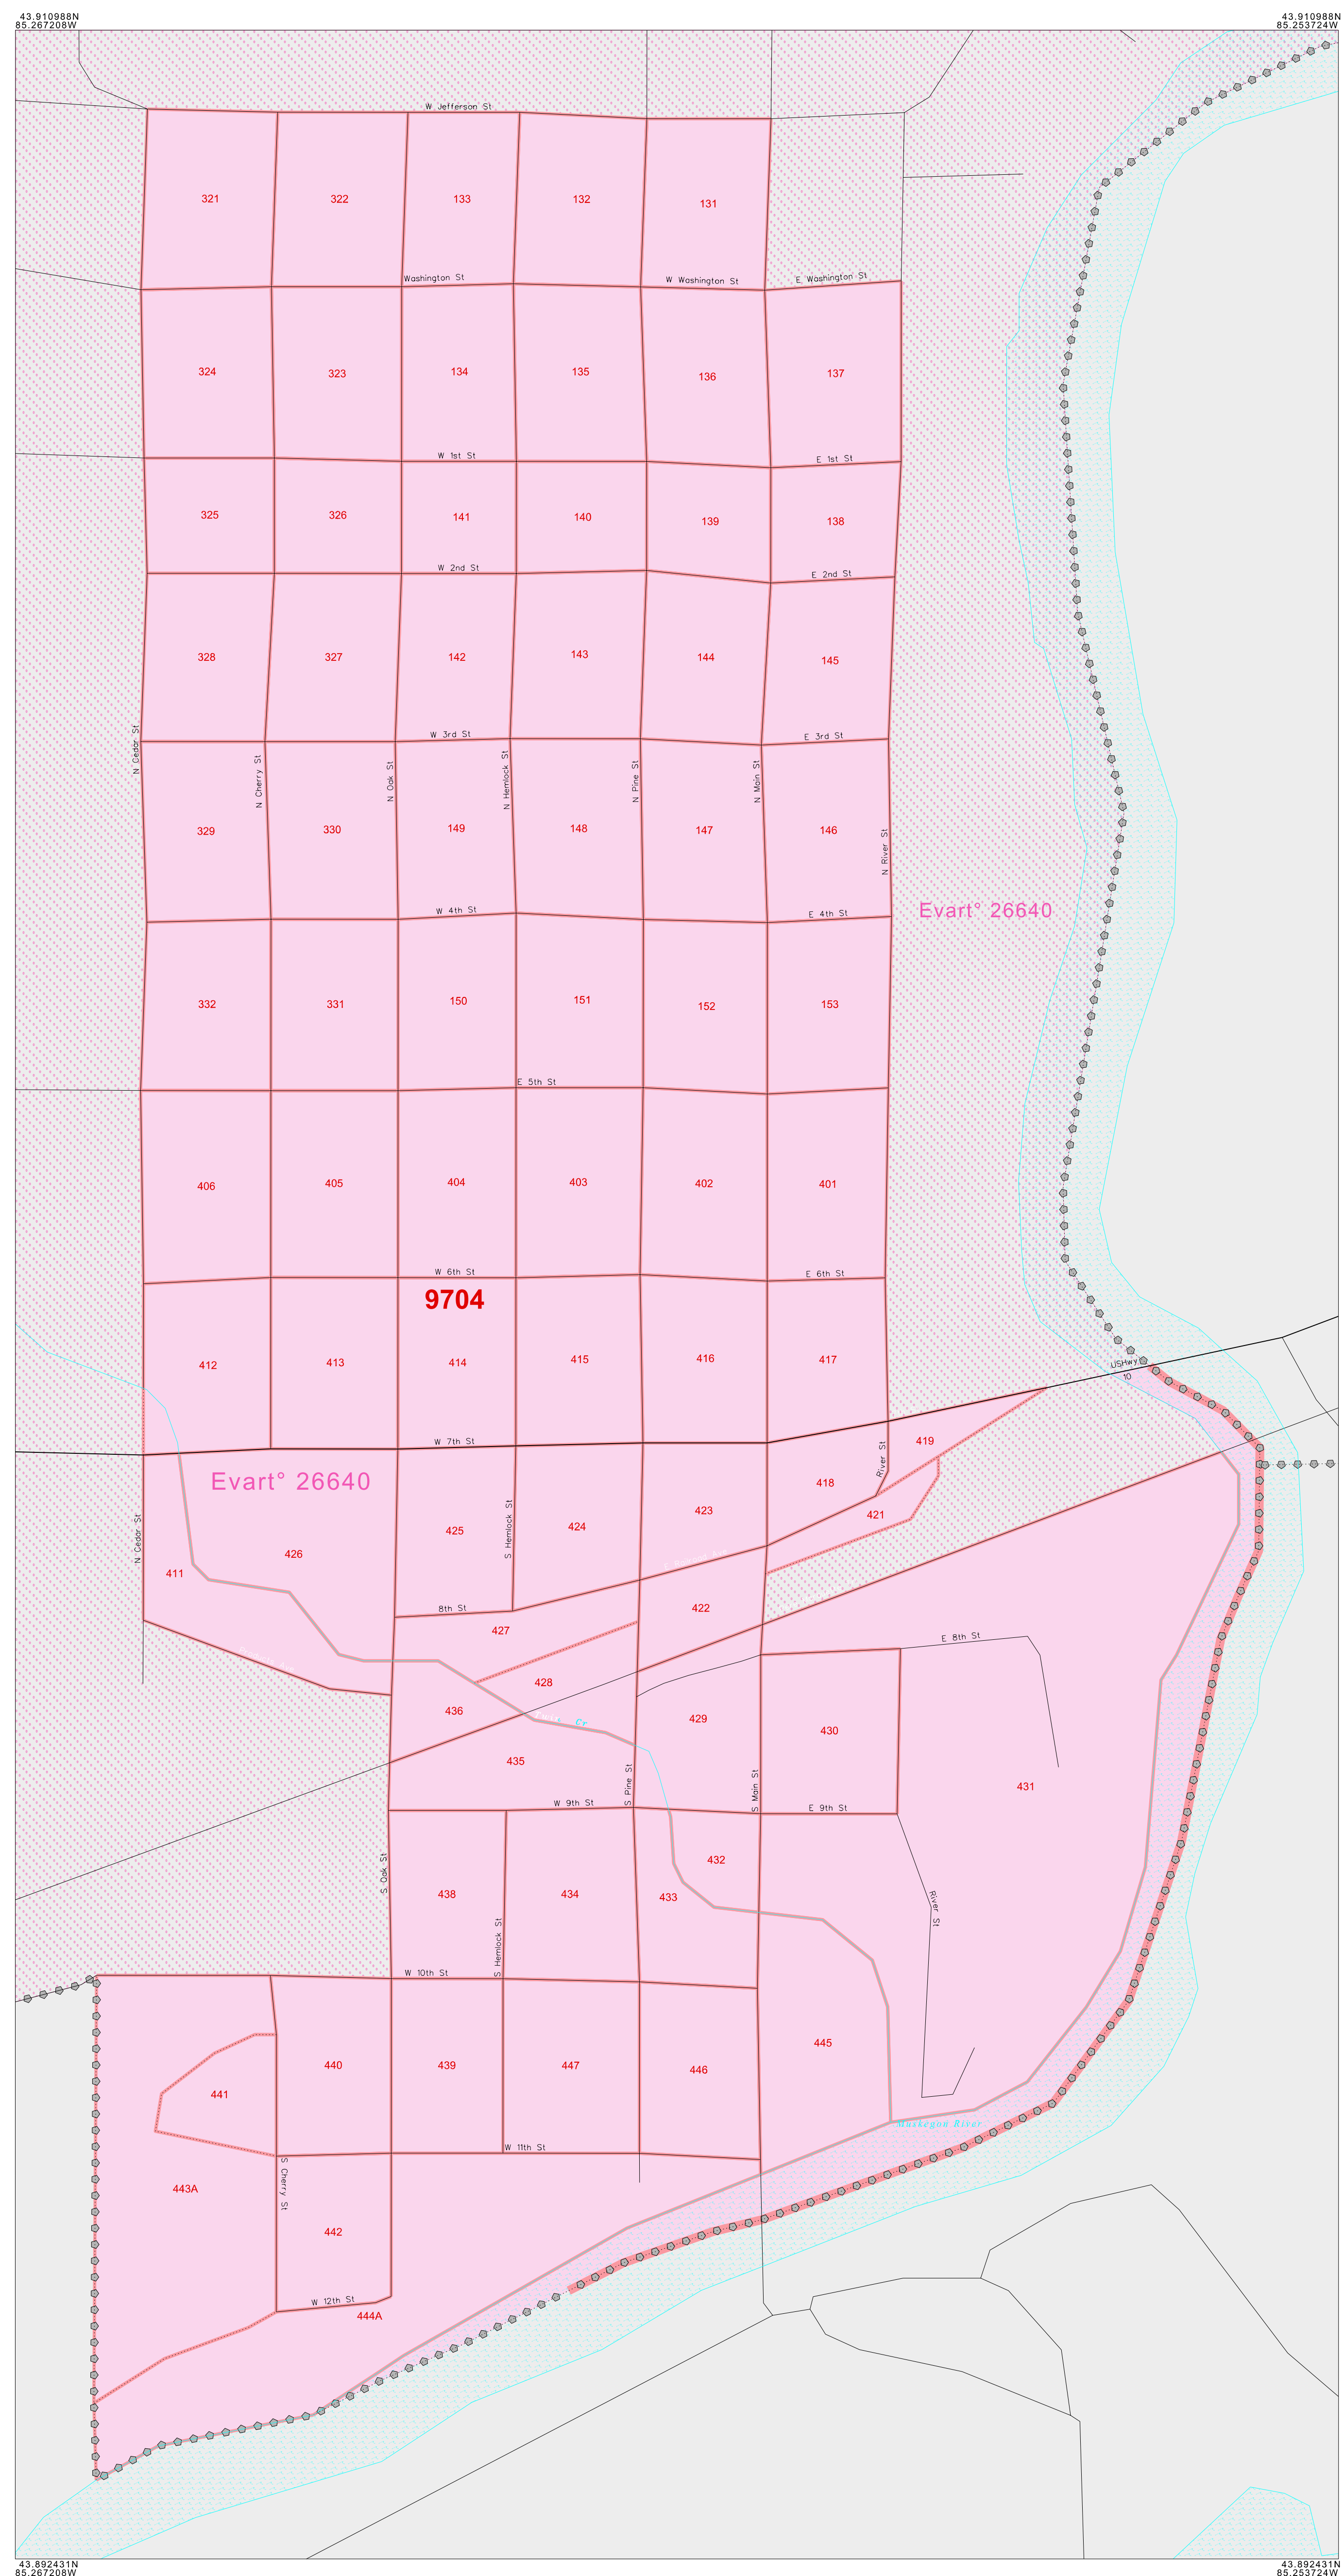 43.910988N
85.267208W
43.910988N
85.253724W
W Jefferson St
321
322
133
132
131
Washington St
W Washington St
E Washington St
324
323
134
135
136
137
W 1st St
E 1st St
325
326
141
140
139
138
W 2nd St
E 2nd St
328
327
142
143
144
145
W 3rd St
E 3rd St
N Cedar St
N Cherry St
N Oak St
N Hemlock St
N Pine St
N Main St
N River St
329
330
149
148
147
146
W 4th St
E 4th St
Evart° 26640
332
331
150
151
152
153
E 5th St
406
405
404
403
402
401
W 6th St
E 6th St
9704
412
413
414
415
416
417
USHwy
10
W 7th St
419
River St
Evart° 26640
418
421
N Cedar St
411
426
425
S Hemlock St
424
423
8th St
422
427
428
E 8th St
436
Cr
429
430
435
431
S Pine St
S Main St
W 9th St
E 9th St
S Oak St
438
434
432
433
River St
S Hemlock St
W 10th St
441
440
439
447
446
445
Muskegon River
W 11th St
443A
S Cherry St
442
W 12th St
444A
43.892431N
85.267208W
43.892431N
85.253724W